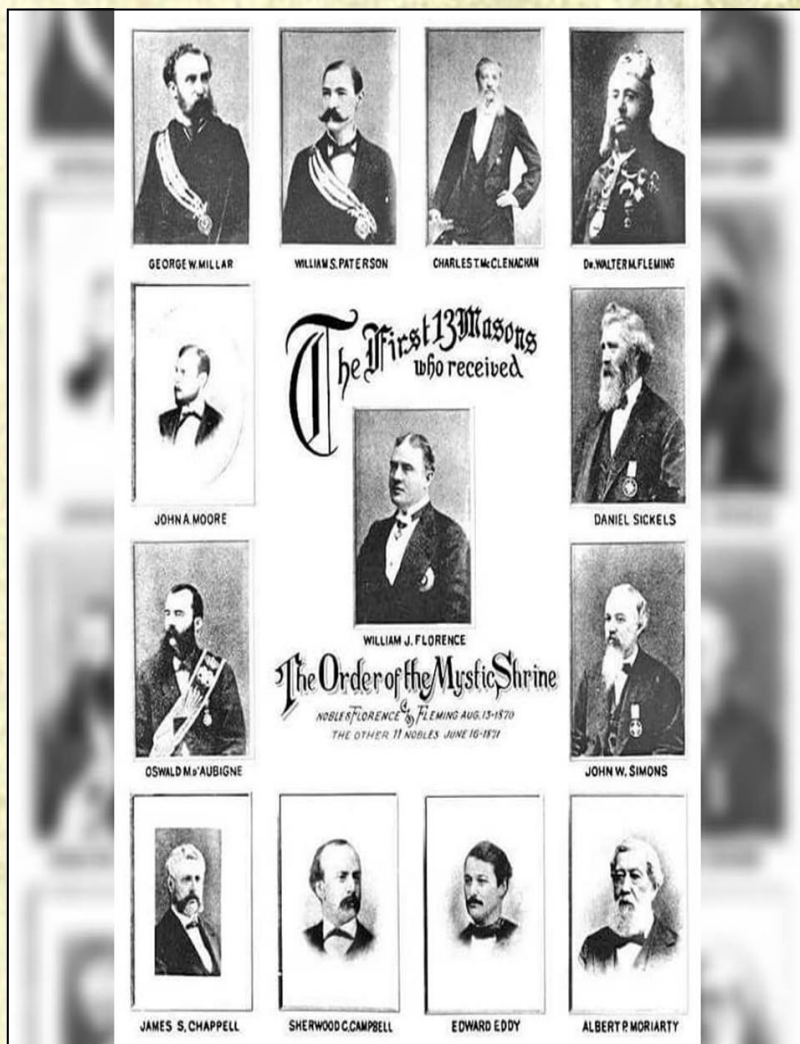 GEORGE W. MILLAR
WILLIAM S. PATERSON
CHARLES T. McCLENACHAN
Dr. WALTER M. FLEMING
The First 13 Masons
who received
JOHN A. MOORE
DANIEL SICKELS
WILLIAM J. FLORENCE
The Order of the Mystic Shrine
NOBLES FLORENCE & FLEMING AUG. 13-1870
THE OTHER 11 NOBLES JUNE 16-1871
OSWALD M. D'AUBIGNE
JOHN W. SIMONS
JAMES S. CHAPPELL
SHERWOOD C. CAMPBELL
EDWARD EDDY
ALBERT P. MORIARTY